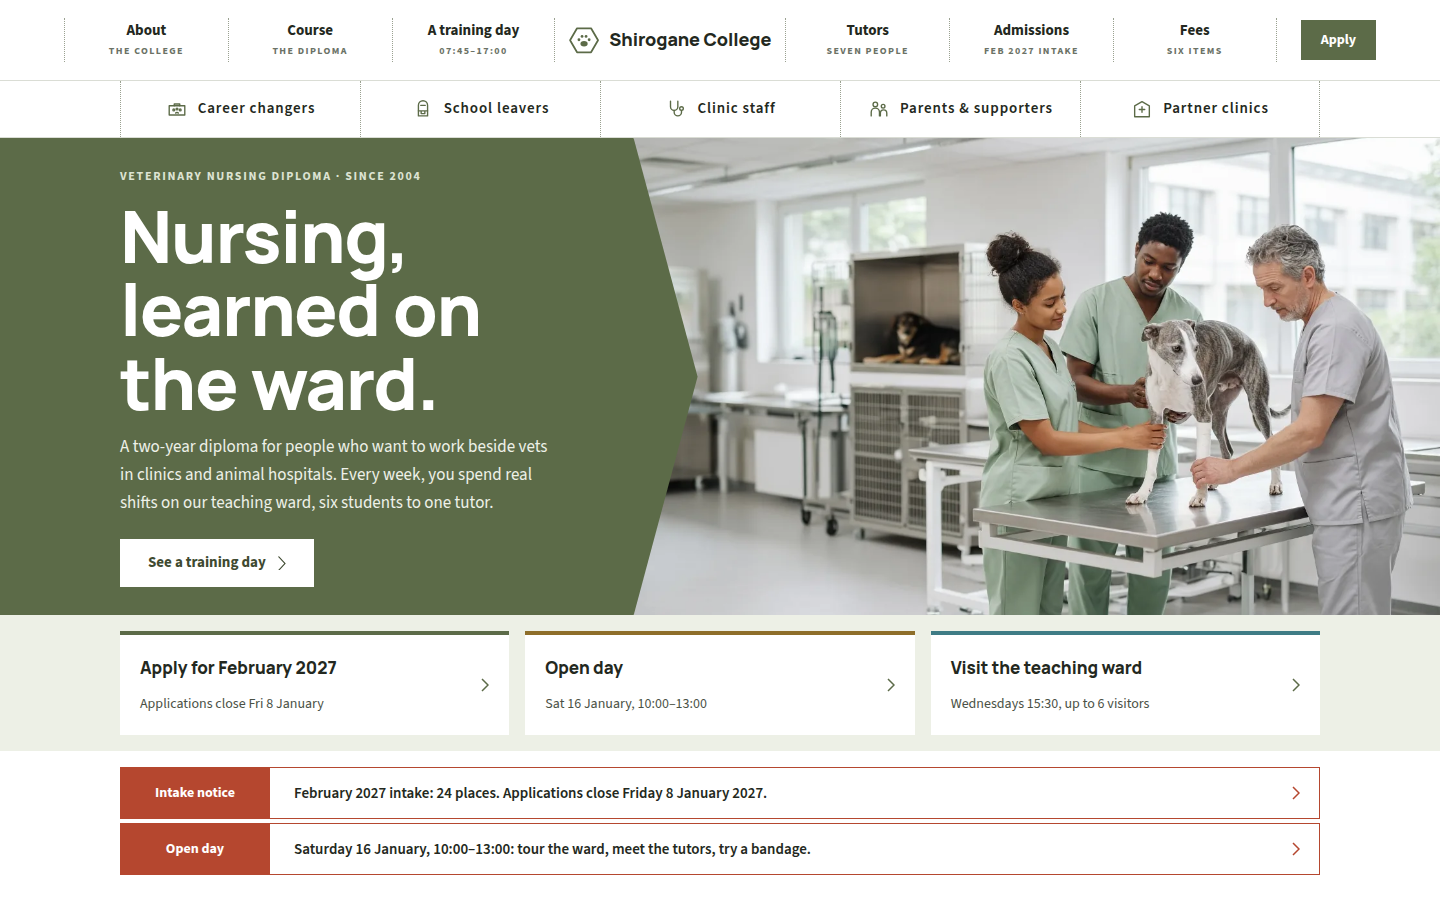 About
THE COLLEGE
Course
THE DIPLOMA
A training day
07:45–17:00
Shirogane College
Tutors
SEVEN PEOPLE
Admissions
FEB 2027 INTAKE
Fees
SIX ITEMS
Apply
Career changers
School leavers
Clinic staff
Parents & supporters
Partner clinics
VETERINARY NURSING DIPLOMA · SINCE 2004
Nursing,
learned on
the ward.
A two-year diploma for people who want to work beside vets
in clinics and animal hospitals. Every week, you spend real
shifts on our teaching ward, six students to one tutor.
See a training day
Apply for February 2027
Applications close Fri 8 January
Open day
Sat 16 January, 10:00–13:00
Visit the teaching ward
Wednesdays 15:30, up to 6 visitors
Intake notice
February 2027 intake: 24 places. Applications close Friday 8 January 2027.
Open day
Saturday 16 January, 10:00–13:00: tour the ward, meet the tutors, try a bandage.